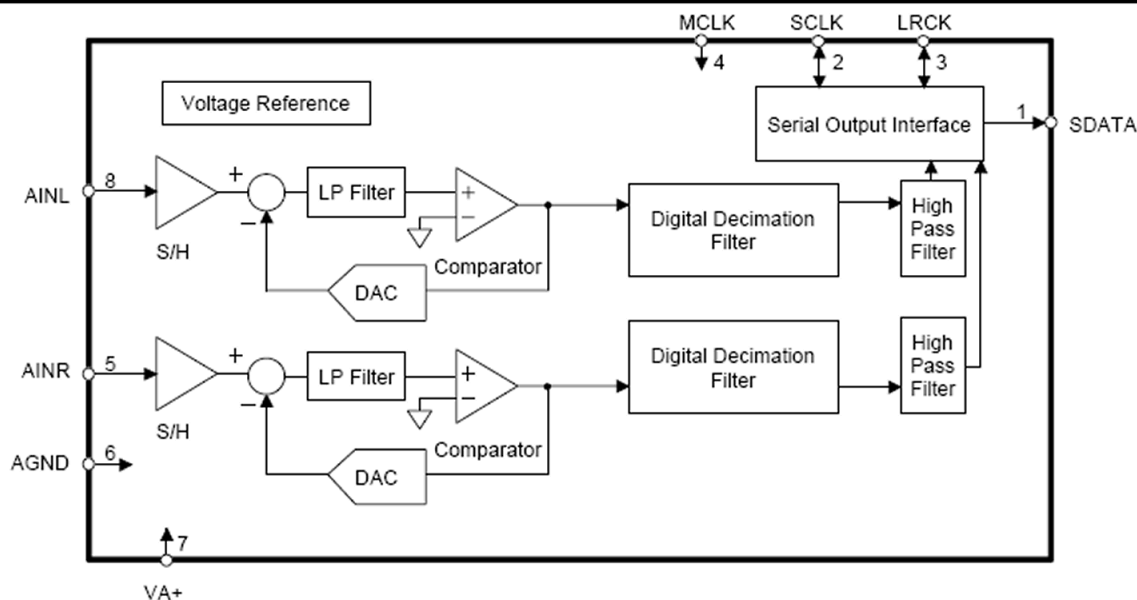 MCLK SCLK LRCK
4 2 3
Voltage Reference
Serial Output Interface
1
SDATA
AINL
8
S/H
+
−
LP Filter
+
−
Comparator
DAC
Digital Decimation
Filter
High
Pass
Filter
AINR
5
S/H
+
−
LP Filter
+
−
Comparator
DAC
Digital Decimation
Filter
High
Pass
Filter
AGND
6
7
VA+